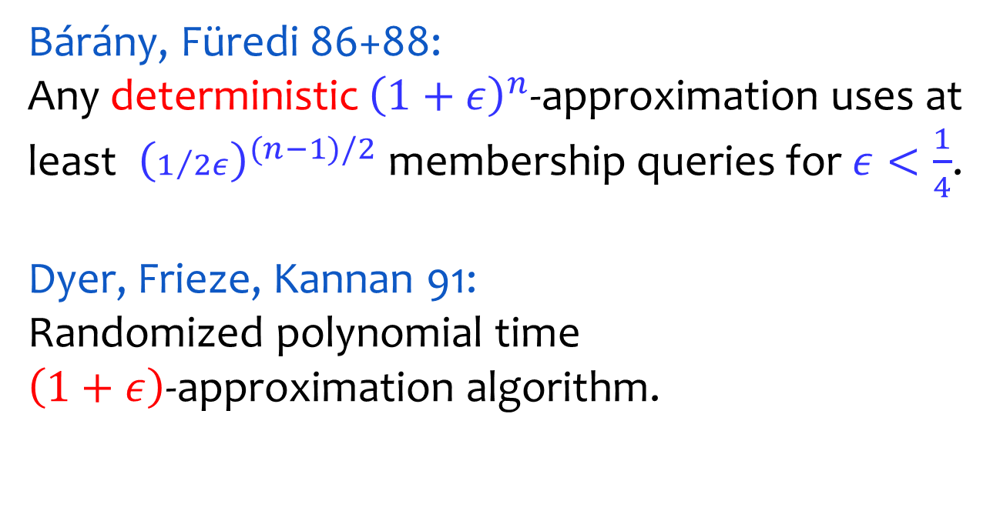 Bárány, Füredi 86+88:
Any deterministic $(1 + \epsilon)^n$-approximation uses at
least $(1/2\epsilon)^{(n-1)/2}$ membership queries for $\epsilon < \frac{1}{4}$.
Dyer, Frieze, Kannan 91:
Randomized polynomial time
$(1 + \epsilon)$-approximation algorithm.